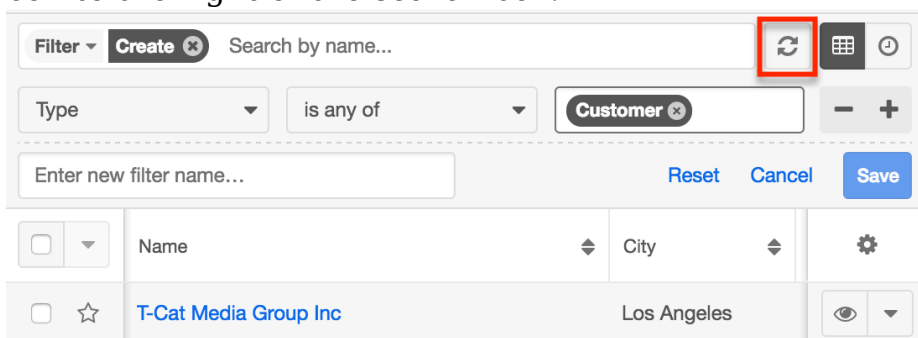 Filter Create Search by name...
Type is any of Customer
Enter new filter name... Reset Cancel Save
Name City
T-Cat Media Group Inc Los Angeles